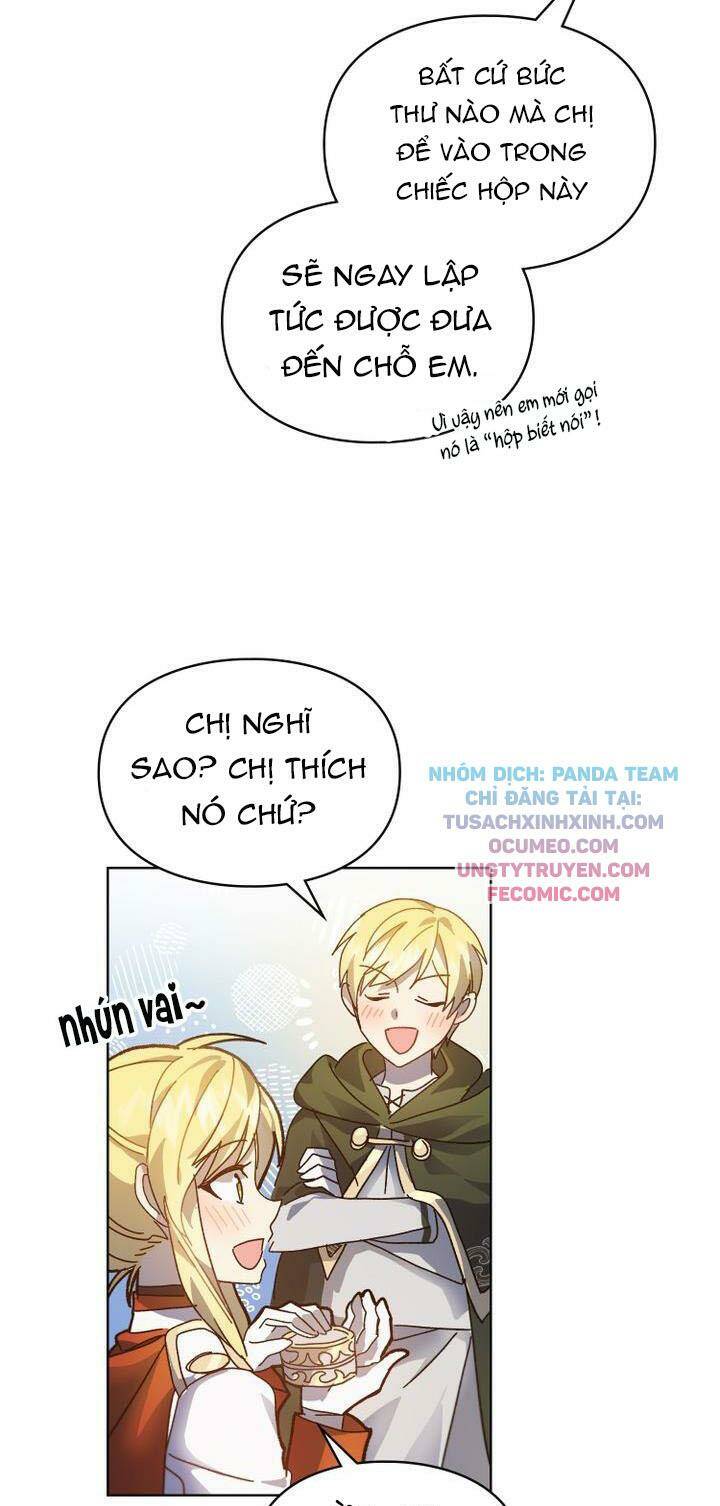 BẤT CỨ BỨC
THƯ NÀO MÀ CHỊ
ĐỂ VÀO TRONG
CHIẾC HỘP NÀY
SẼ NGAY LẬP
TỨC ĐƯỢC ĐƯA
ĐẾN CHỖ EM.
Vì vậy nên em mới gọi
nó là "hộp biết nói"!
CHỊ NGHĨ
SAO? CHỊ THÍCH
NÓ CHỨ?
NHÓM DỊCH: PANDA TEAM
CHỈ ĐĂNG TẢI TẠI:
TUSACHXINHXINH.COM
OCUMEO.COM
UNGTYTRUYEN.COM
FECOMIC.COM
nhún vai~